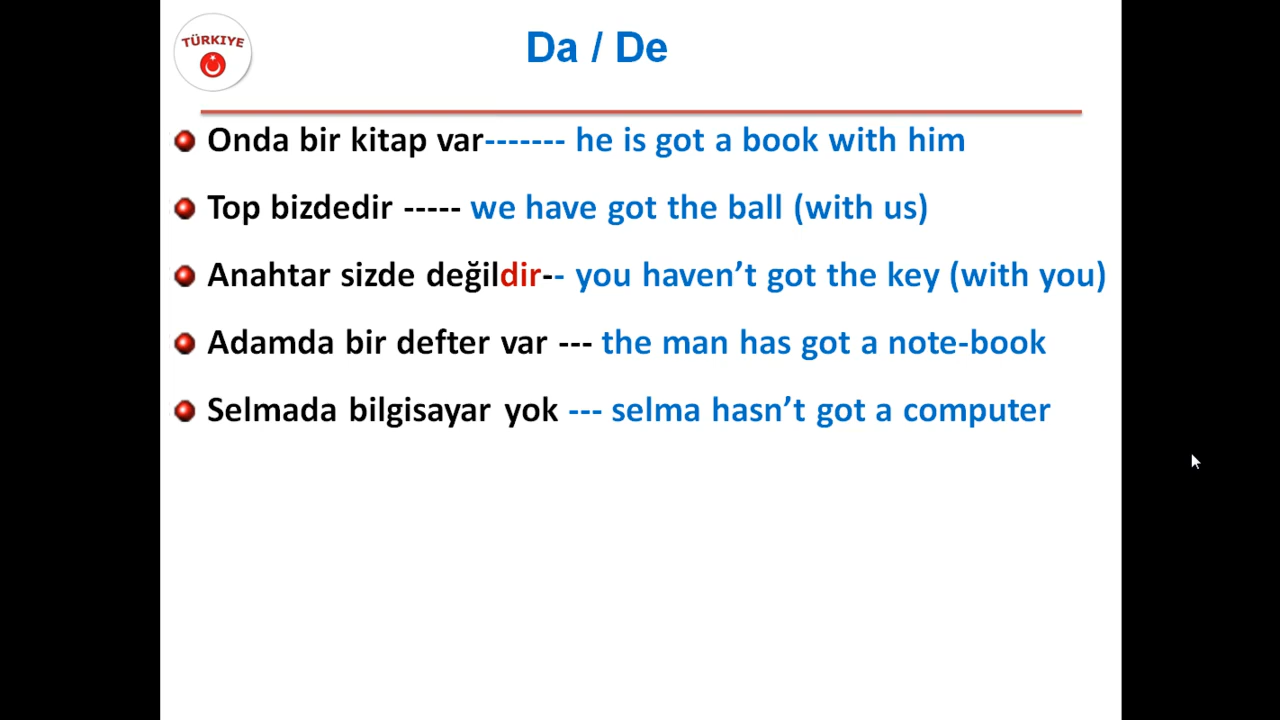 TÜRKIYE
Da / De
Onda bir kitap var------- he is got a book with him
Top bizdedir ----- we have got the ball (with us)
Anahtar sizde değildir-- you haven’t got the key (with you)
Adamda bir defter var --- the man has got a note-book
Selmada bilgisayar yok --- selma hasn’t got a computer